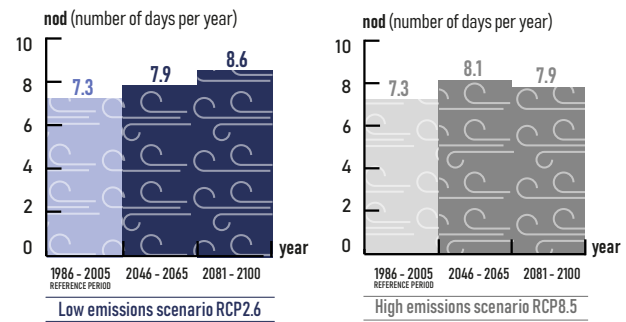 nod (number of days per year)
10
8
6
4
2
0
7.3
7.9
8.6
year
1986 - 2005
REFERENCE PERIOD
2046 - 2065
2081 - 2100
Low emissions scenario RCP2.6
nod (number of days per year)
10
8
6
4
2
0
7.3
8.1
7.9
year
1986 - 2005
REFERENCE PERIOD
2046 - 2065
2081 - 2100
High emissions scenario RCP8.5